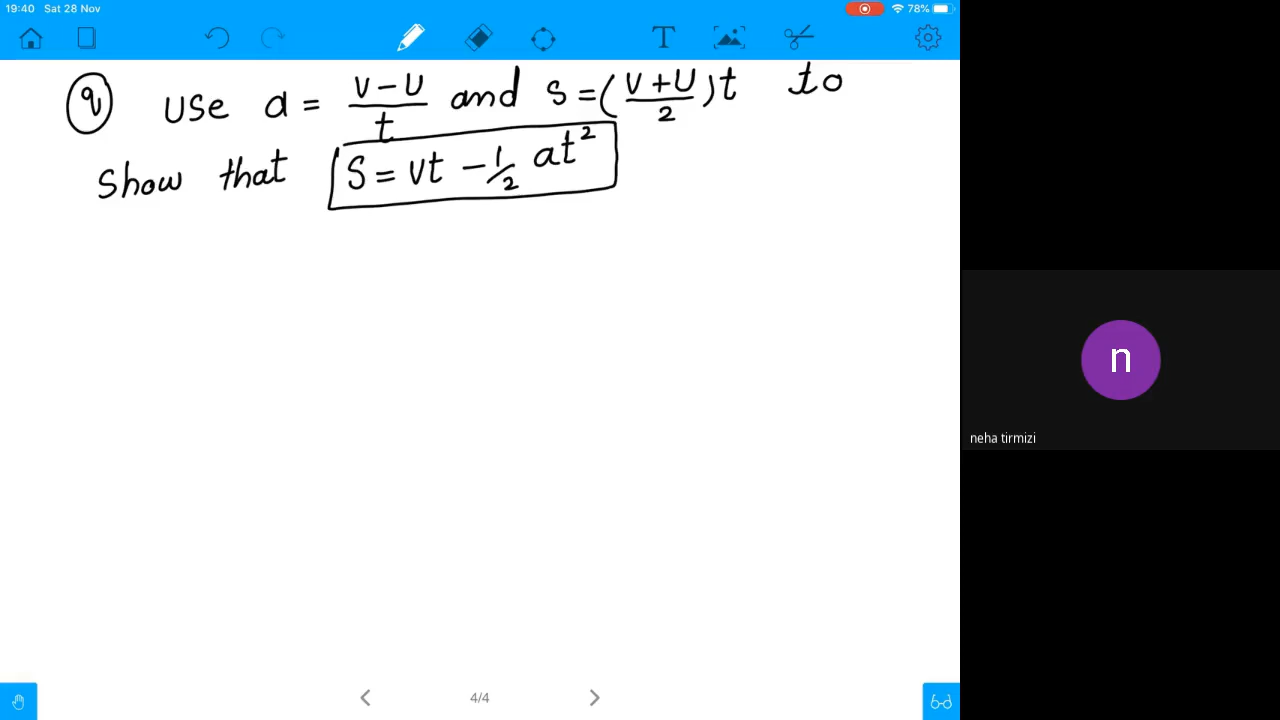 19:40 Sat 28 Nov 78%
T
q Use a = (v-u)/t and s = ((v+u)/2)t to
Show that s = vt - 1/2 at²
n
neha tirmizi
4/4